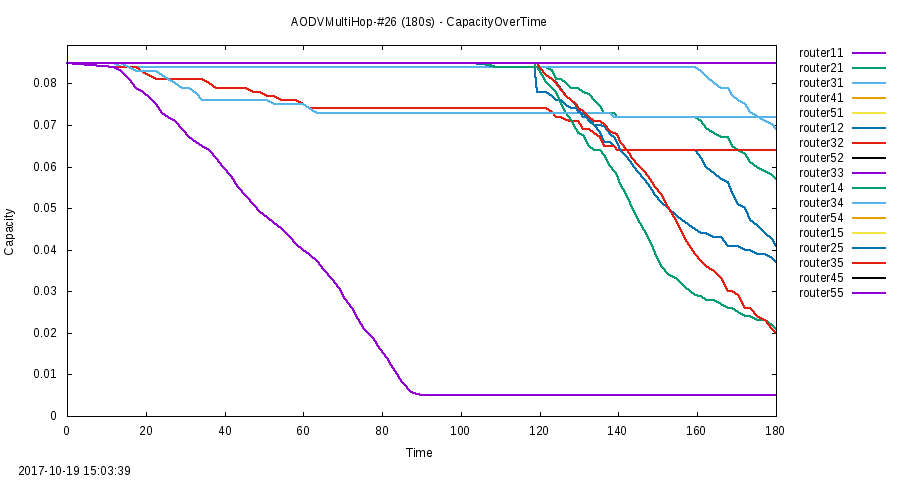 AODVMultiHop-#26 (180s) - CapacityOverTime
router11
router21
router31
router41
router51
router12
router32
router52
router33
router14
router34
router54
router15
router25
router35
router45
router55
Capacity
0.08
0.07
0.06
0.05
0.04
0.03
0.02
0.01
0
0 20 40 60 80 100 120 140 160 180
Time
2017-10-19 15:03:39